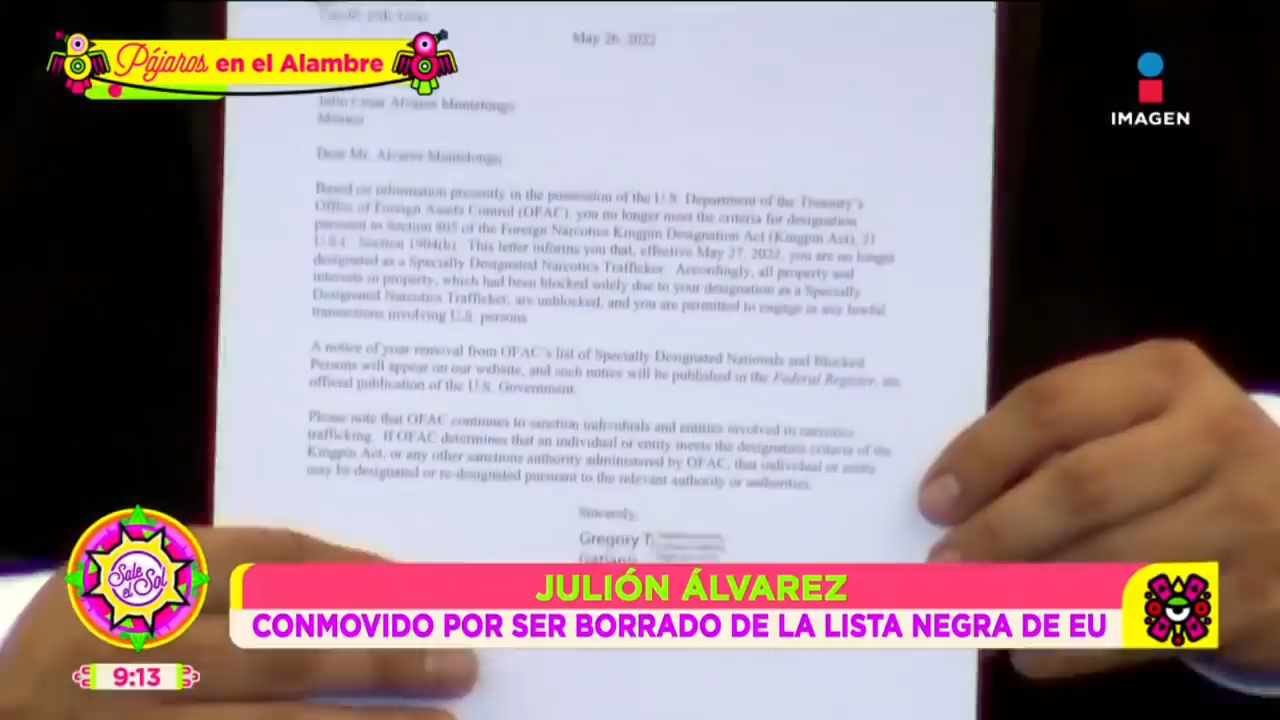 Pájaros en el Alambre
IMAGEN
May 26, 2022
Julio Cesar Alvarez Montelongo
Mexico
Dear Mr. Alvarez Montelongo
Based on information presently in the possession of the U.S. Department of the Treasury's
Office of Foreign Assets Control (OFAC), you no longer meet the criteria for designation
pursuant to Section 805 of the Foreign Narcotics Kingpin Designation Act (Kingpin Act), 21
U.S.C. Section 1904(b). This letter informs you that, effective May 27, 2022, you are no longer
designated as a Specially Designated Narcotics Trafficker. Accordingly, all property and
interests in property, which had been blocked solely due to your designation as a Specially
Designated Narcotics Trafficker, are unblocked, and you are permitted to engage in any lawful
transactions involving U.S. persons.
A notice of your removal from OFAC's list of Specially Designated Nationals and Blocked
Persons will appear on our website, and such notice will be published in the Federal Register, an
official publication of the U.S. Government.
Please note that OFAC continues to sanction individuals and entities involved in narcotics
trafficking. If OFAC determines that an individual or entity meets the designation criteria of the
Kingpin Act, or any other sanctions authority administered by OFAC, that individual or entity
may be designated or re-designated pursuant to the relevant authority or authorities.
Sincerely,
Gregory T.
Gatjanis
Sale el Sol
JULIÓN ÁLVAREZ
CONMOVIDO POR SER BORRADO DE LA LISTA NEGRA DE EU
9:13